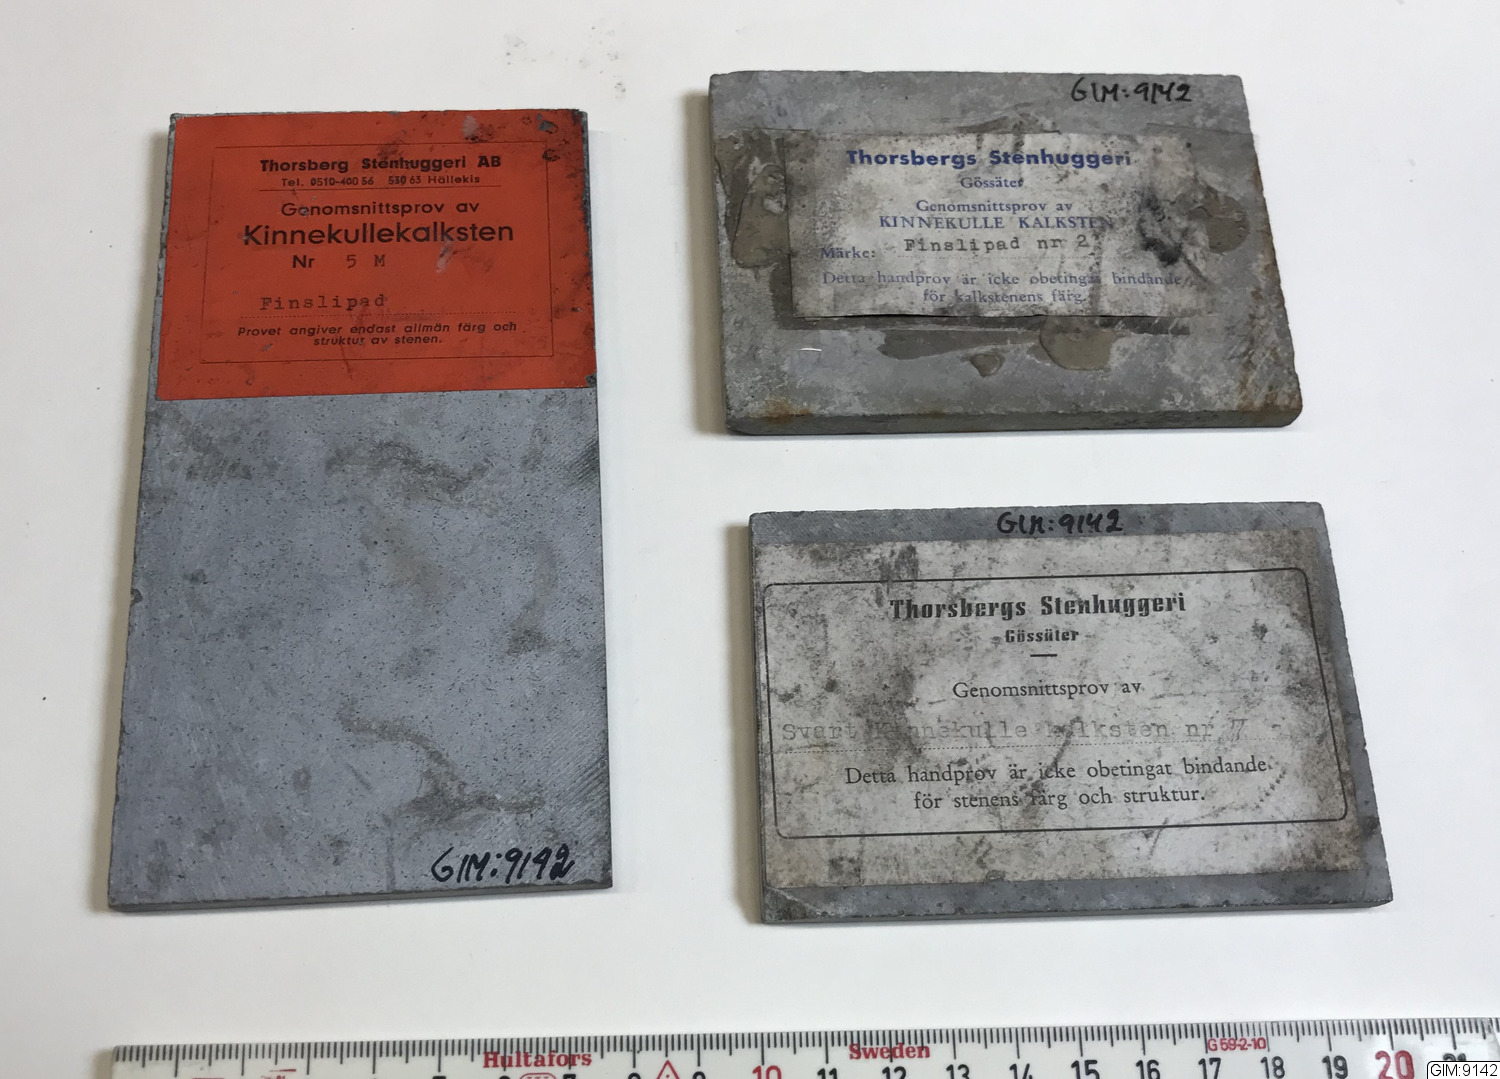 Thorsberg Stenhuggeri AB
Tel. 0510-400 56 530 63 Hällekis
Genomsnittsprov av
Kinnekullekalksten
Nr 5 M
Finslipad
Provet angiver endast allmän färg och
struktur av stenen.
GIM:9142
GIM:9142
Thorsbergs Stenhuggeri
Gössäter
Genomsnittsprov av
KINNEKULLE KALKSTEN
Märke: Finslipad nr 2
Detta handprov är icke obetingat bindande
för kalkstenens färg.
GIM:9142
Thorsbergs Stenhuggeri
Gössäter
Genomsnittsprov av
Svart Kinnekulle kalksten nr 7
Detta handprov är icke obetingat bindande
för stenens färg och struktur.
Hultafors Sweden G 59-2-10
10 11 12 13 14 15 16 17 18 19 20 21
GIM:9142